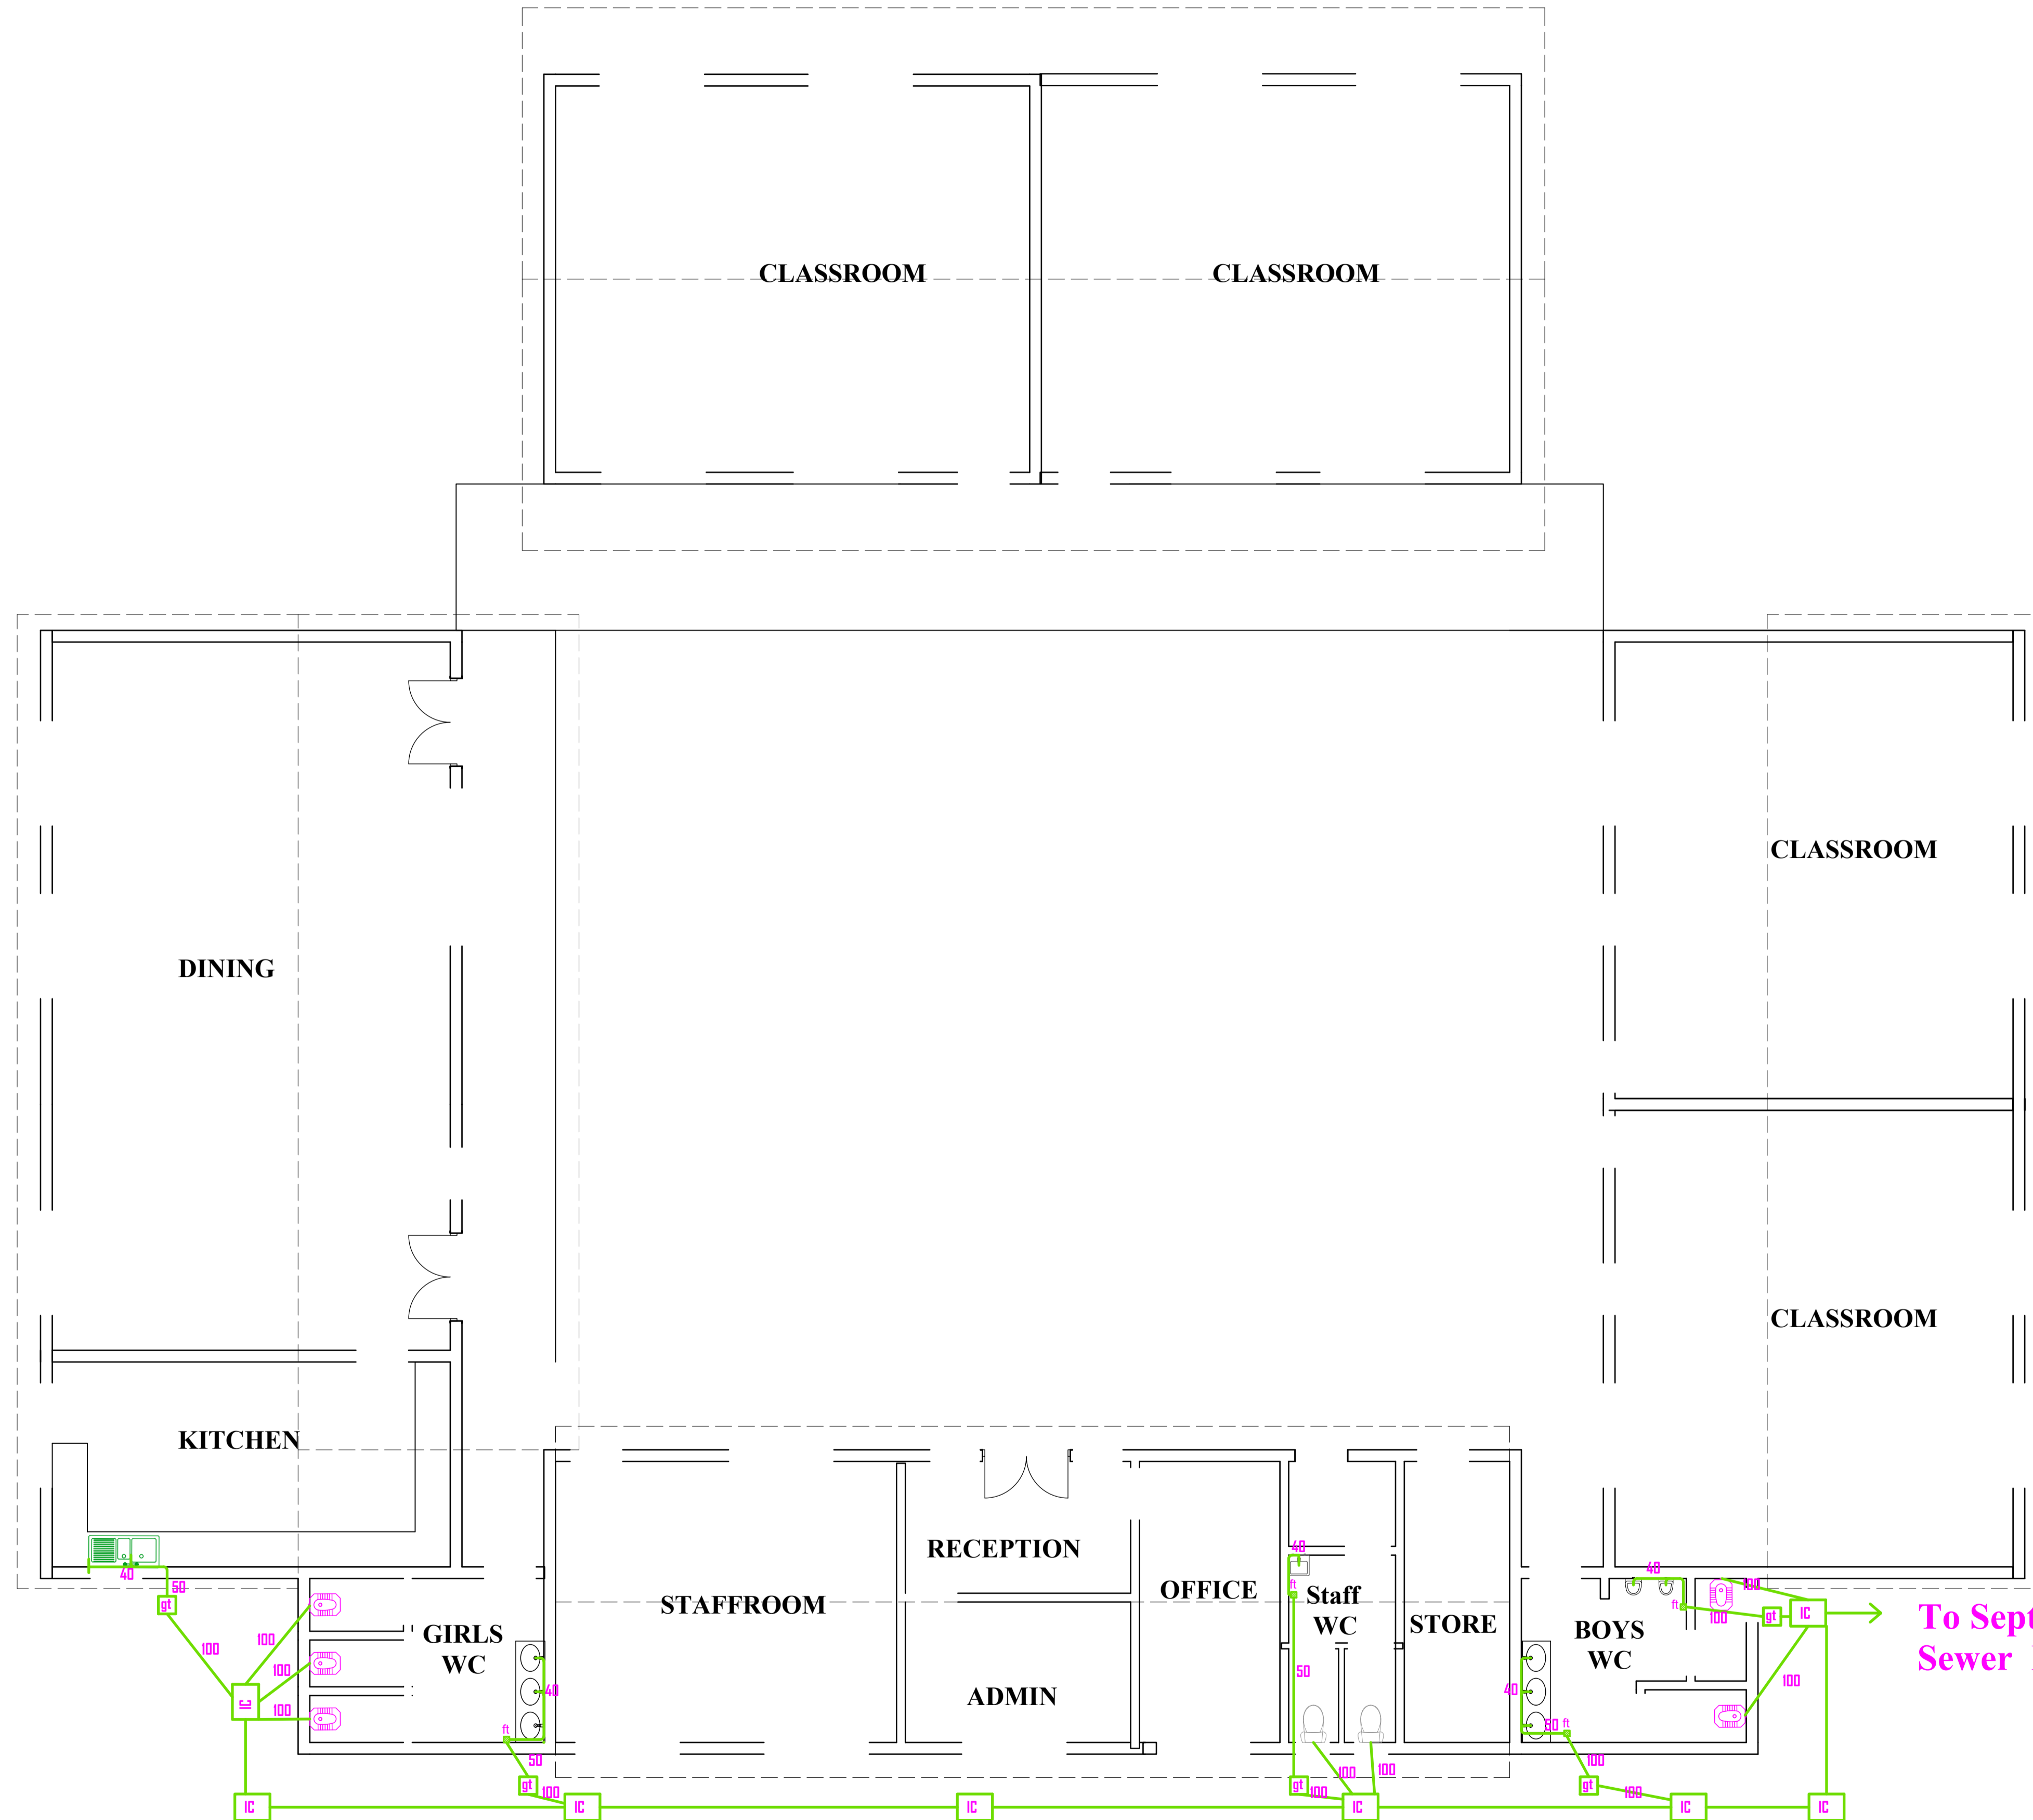 CLASSROOM CLASSROOM
CLASSROOM
DINING
CLASSROOM
KITCHEN
RECEPTION
40
40
40
50
ft
100
gt
OFFICE
Staff
WC
STAFFROOM
STORE
ft
100
gt
IC
To Sept
Sewer
GIRLS
WC
BOYS
WC
100
100
100
50
100
IC
100
40
ADMIN
40
ft
50
ft
50
gt
100
gt
100
100
100
100
gt
100
IC
IC
IC
IC
IC
IC